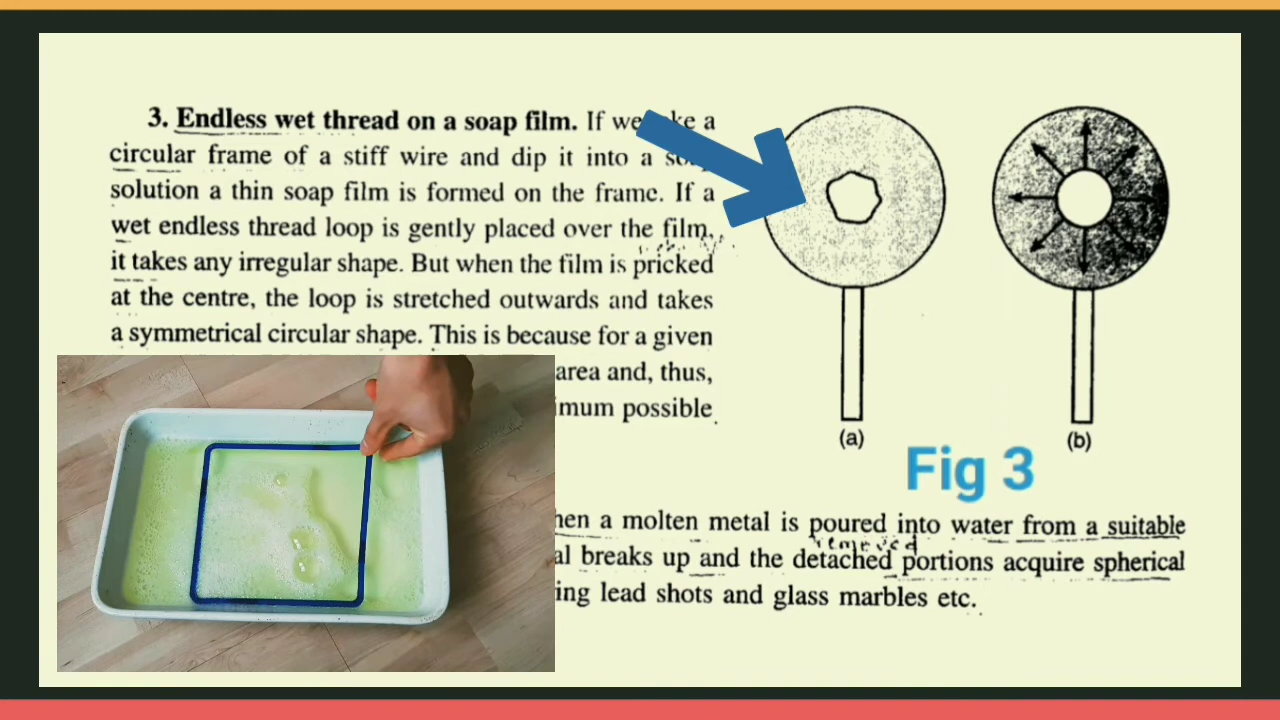 3. Endless wet thread on a soap film. If we a
circular frame of a stiff wire and dip it into a
solution a thin soap film is formed on the frame. If a
wet endless thread loop is gently placed over the film,
it takes any irregular shape. But when the film is pricked
at the centre, the loop is stretched outwards and takes
a symmetrical circular shape. This is because for a given
area and, thus,
possible
(a)
(b)
Fig 3
a molten metal is poured into water from a suitable
removed
breaks up and the detached portions acquire spherical
lead shots and glass marbles etc.